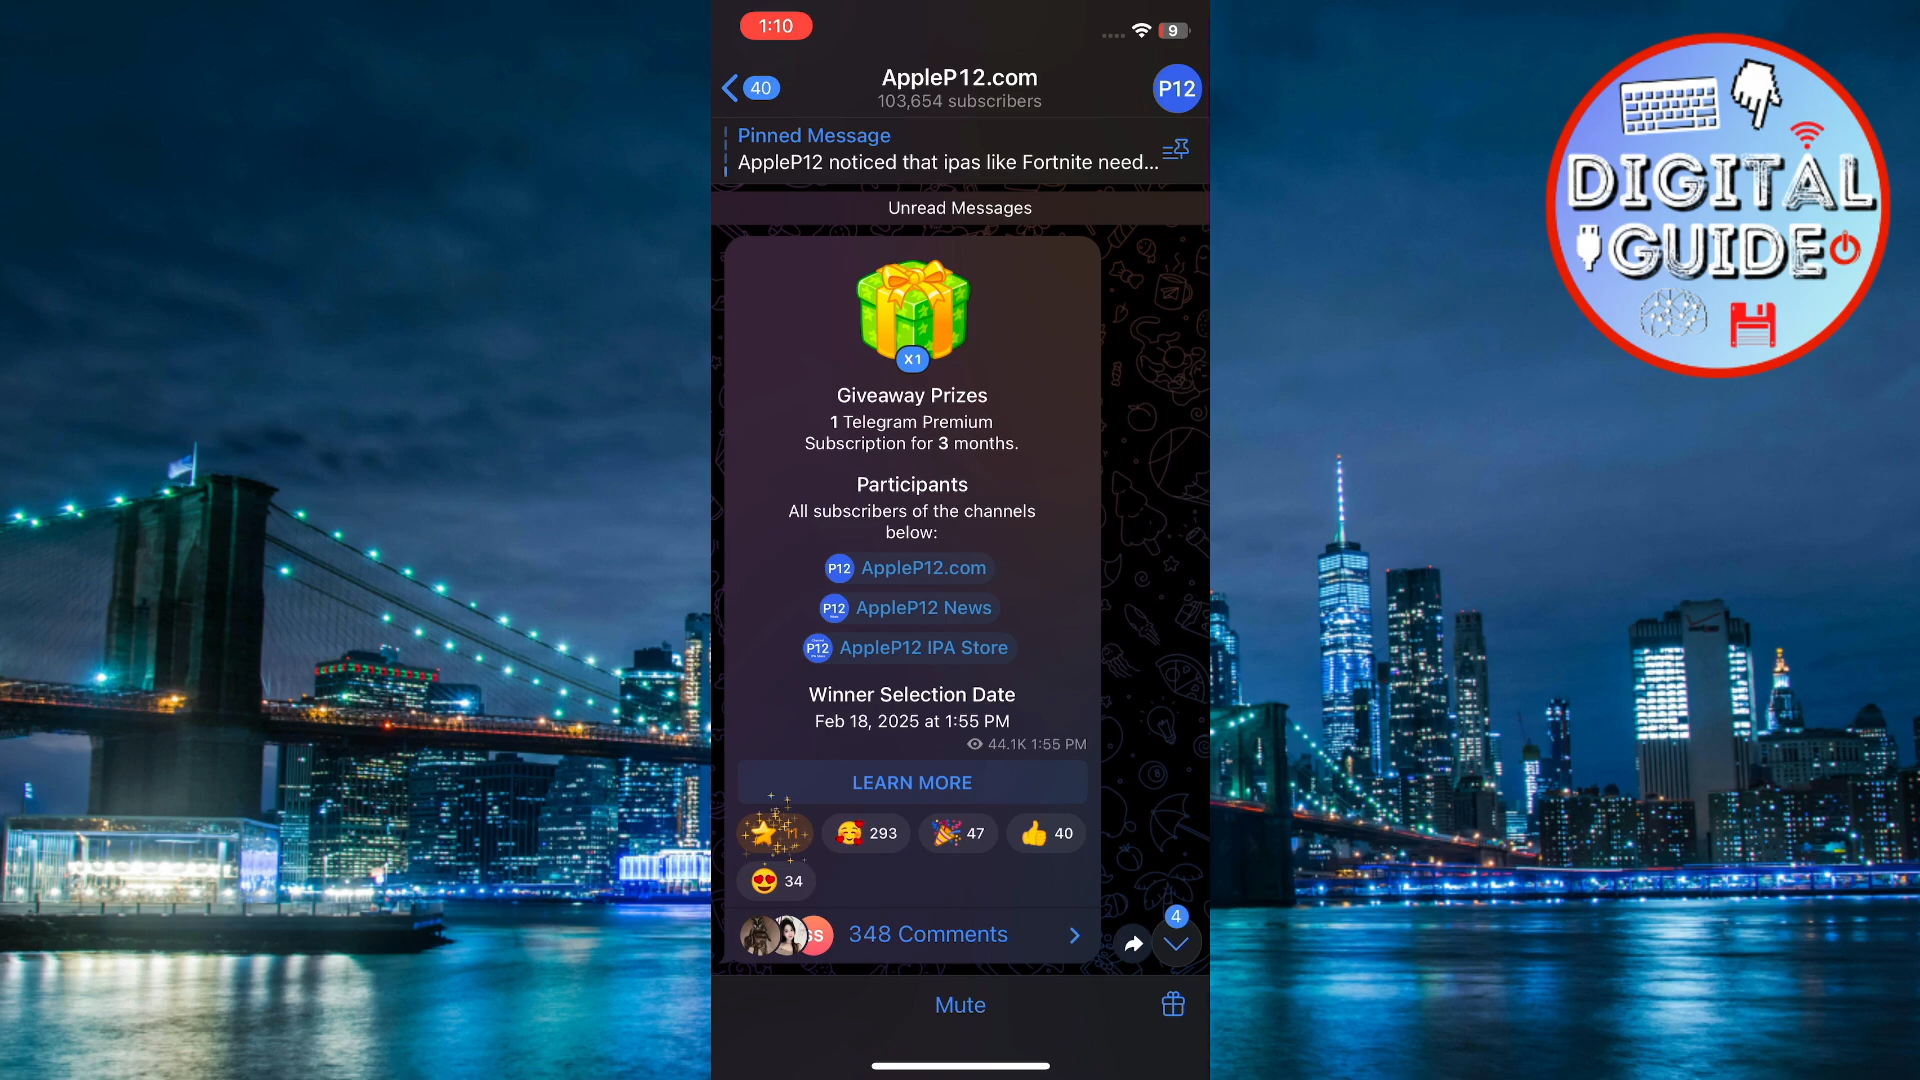 1:10
9
40
AppleP12.com
103,654 subscribers
P12
Pinned Message
AppleP12 noticed that ipas like Fortnite need...
Unread Messages
X1
Giveaway Prizes
1 Telegram Premium
Subscription for 3 months.
Participants
All subscribers of the channels
below:
P12 AppleP12.com
P12 AppleP12 News
P12 AppleP12 IPA Store
Winner Selection Date
Feb 18, 2025 at 1:55 PM
44.1K 1:55 PM
LEARN MORE
293 47 40
34
348 Comments
4
Mute
DIGITAL
GUIDE